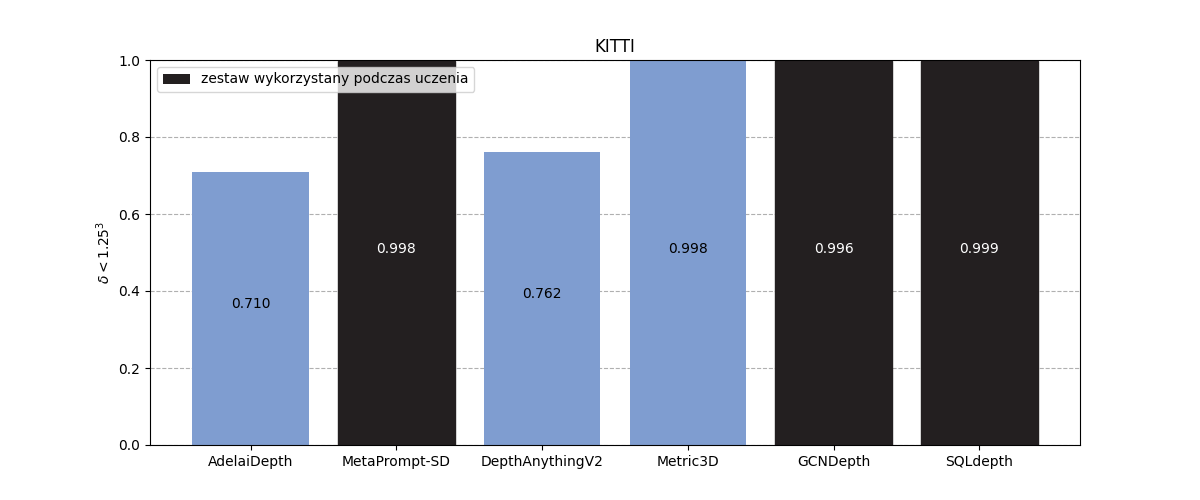 KITTI
zestaw wykorzystany podczas uczenia
δ < 1.25³
1.0
0.8
0.6
0.4
0.2
0.0
0.710
0.998
0.762
0.998
0.996
0.999
AdelaiDepth
MetaPrompt-SD
DepthAnythingV2
Metric3D
GCNDepth
SQLdepth